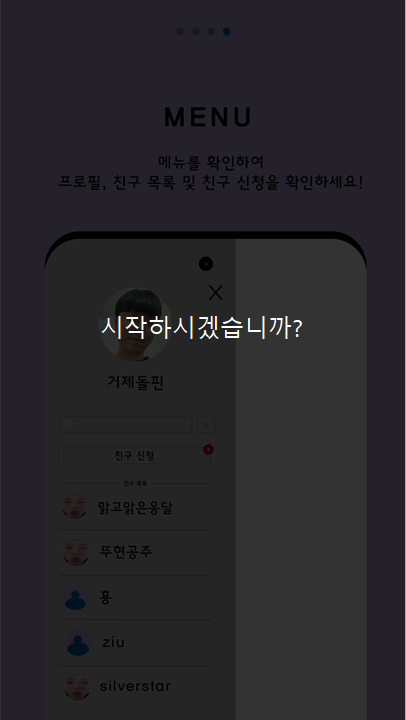 MENU
메뉴를 확인하여
프로필, 친구 목록 및 친구 신청을 확인하세요!
시작하시겠습니까?
거제돌핀
친구 신청
친구 목록
맑고맑은옹달
뚜현공주
용
ziu
silverstar